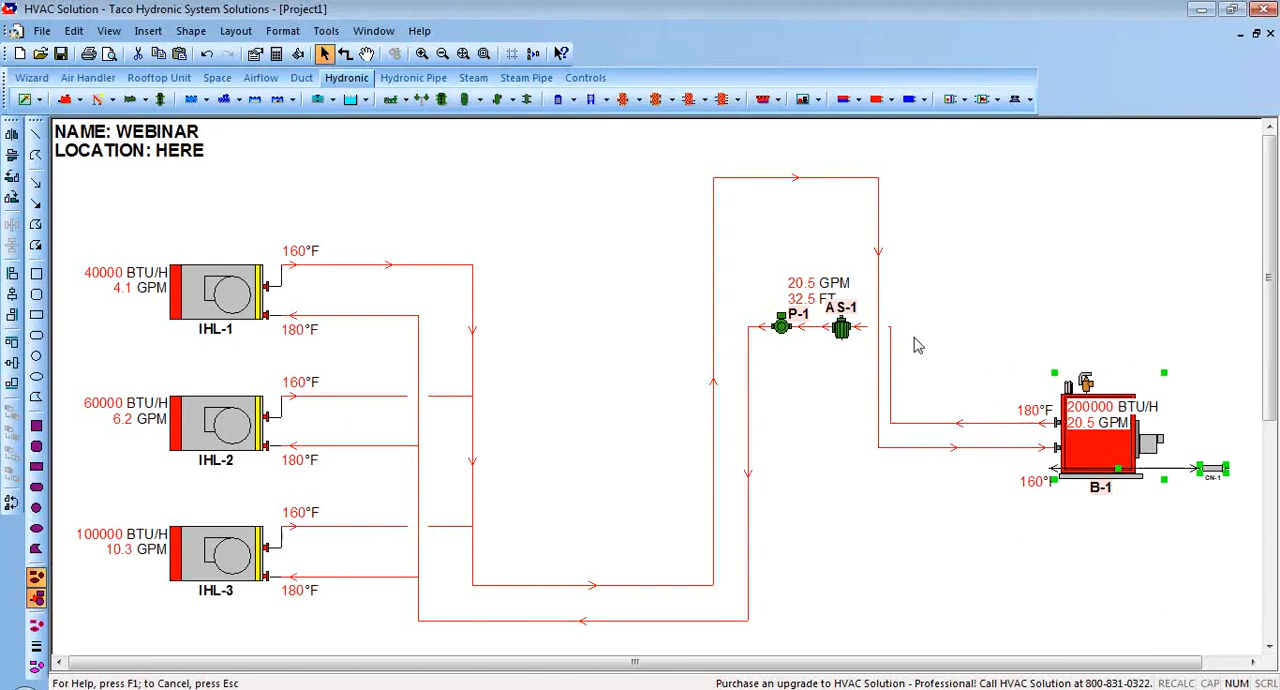 HVAC Solution - Taco Hydronic System Solutions - [Project1]
File Edit View Insert Shape Layout Format Tools Window Help
Wizard Air Handler Rooftop Unit Space Airflow Duct Hydronic Hydronic Pipe Steam Steam Pipe Controls
NAME: WEBINAR
LOCATION: HERE
160°F
40000 BTU/H
4.1 GPM
IHL-1
180°F
160°F
60000 BTU/H
6.2 GPM
IHL-2
180°F
160°F
100000 BTU/H
10.3 GPM
IHL-3
180°F
20.5 GPM
32.5 FT
P-1
AS-1
180°F
200000 BTU/H
20.5 GPM
160°F
B-1
CN-1
For Help, press F1; to Cancel, press Esc
Purchase an upgrade to HVAC Solution - Professional! Call HVAC Solution at 800-831-0322.
RECALC CAP NUM SCRL